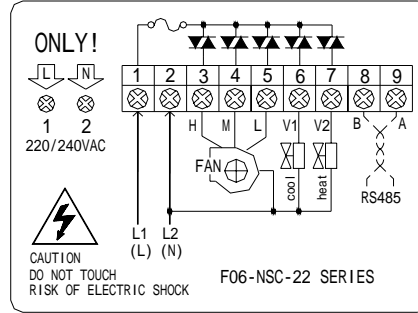 ONLY!
L N
1 2
220/240VAC
1 2 3 4 5 6 7 8 9
H M L V1 V2 B A
FAN
cool
heat
RS485
L1 L2
(L) (N)
CAUTION
DO NOT TOUCH
RISK OF ELECTRIC SHOCK
F06-NSC-22 SERIES